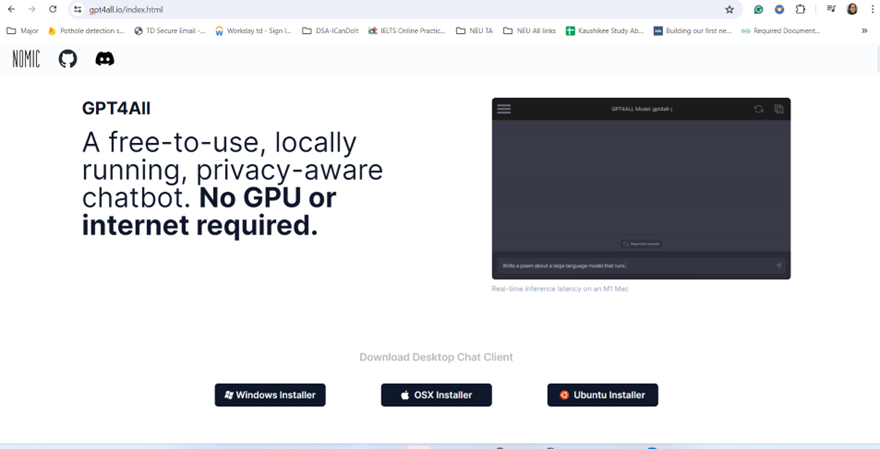 gpt4all.io/index.html
Major
Pothole detection s...
TD Secure Email -...
Workday td - Sign I...
DSA-ICanDoit
IELTS Online Practic...
NEU TA
NEU All links
Kaushikee Study Ab...
Building our first ne...
Required Document...
NOMIC
GPT4All
A free-to-use, locally
running, privacy-aware
chatbot. No GPU or
internet required.
GPT4ALL Model: gpt4all-j
Regenerate response
Write a poem about a large language model that runs
Real-time inference latency on an M1 Mac
Download Desktop Chat Client
Windows Installer
OSX Installer
Ubuntu Installer